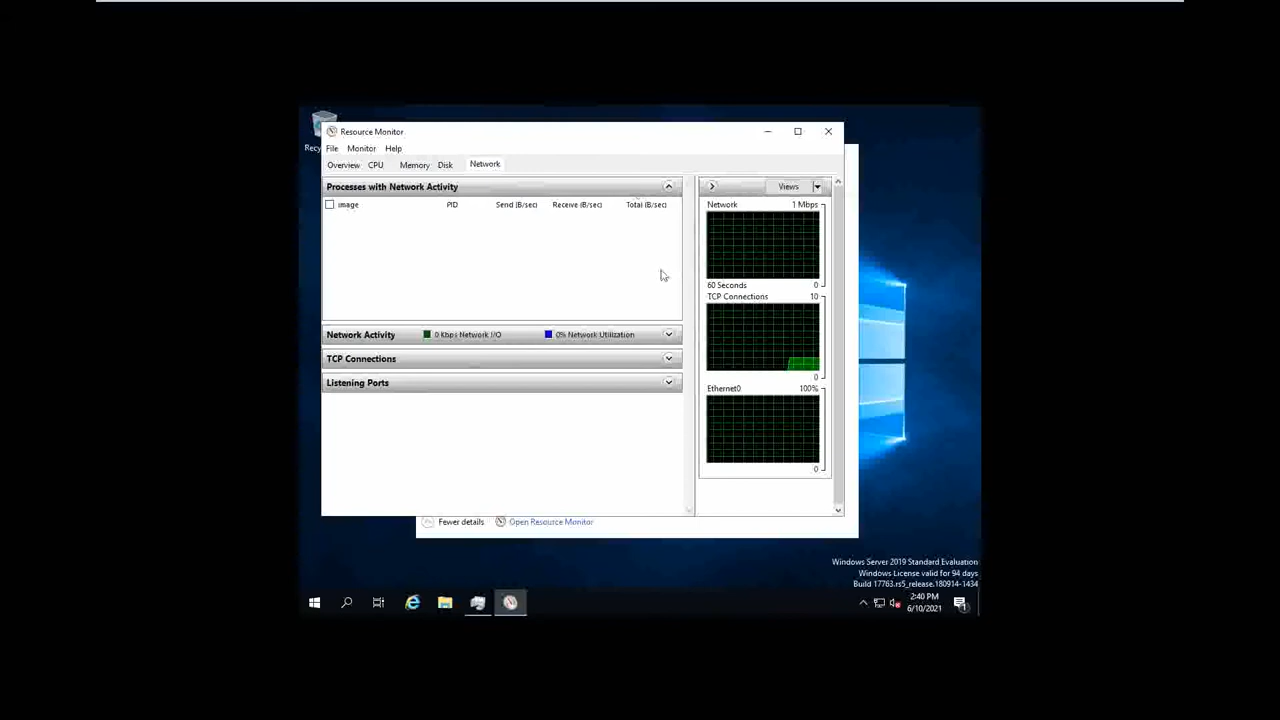 Recy
Resource Monitor
File Monitor Help
Overview CPU Memory Disk Network
Processes with Network Activity
Image PID Send (B/sec) Receive (B/sec) Total (B/sec)
Network Activity 0 Kbps Network I/O 0% Network Utilization
TCP Connections
Listening Ports
Views
Network 1 Mbps
60 Seconds 0
TCP Connections 10
0
Ethernet0 100%
0
Fewer details Open Resource Monitor
Windows Server 2019 Standard Evaluation
Windows License valid for 94 days
Build 17763.rs5_release.180914-1434
2:40 PM
6/10/2021
1